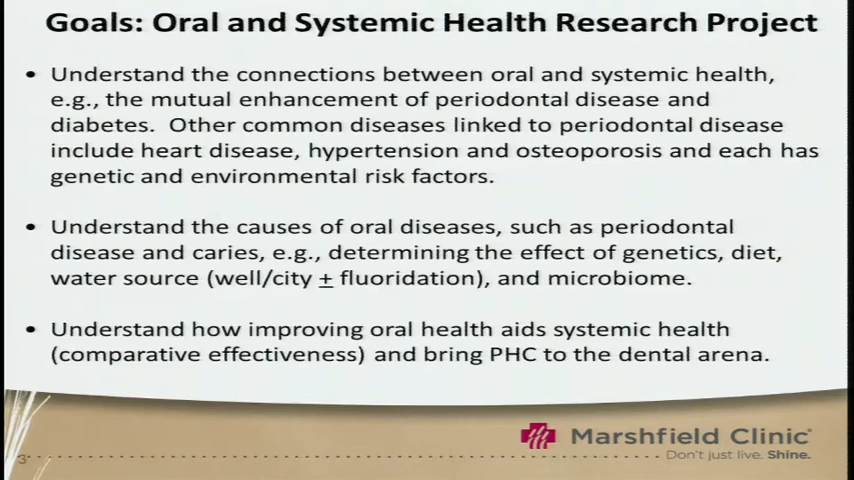 Goals: Oral and Systemic Health Research Project
• Understand the connections between oral and systemic health,
e.g., the mutual enhancement of periodontal disease and
diabetes.  Other common diseases linked to periodontal disease
include heart disease, hypertension and osteoporosis and each has
genetic and environmental risk factors.
• Understand the causes of oral diseases, such as periodontal
disease and caries, e.g., determining the effect of genetics, diet,
water source (well/city ± fluoridation), and microbiome.
• Understand how improving oral health aids systemic health
(comparative effectiveness) and bring PHC to the dental arena.
Marshfield Clinic®
Don't just live. Shine.
3